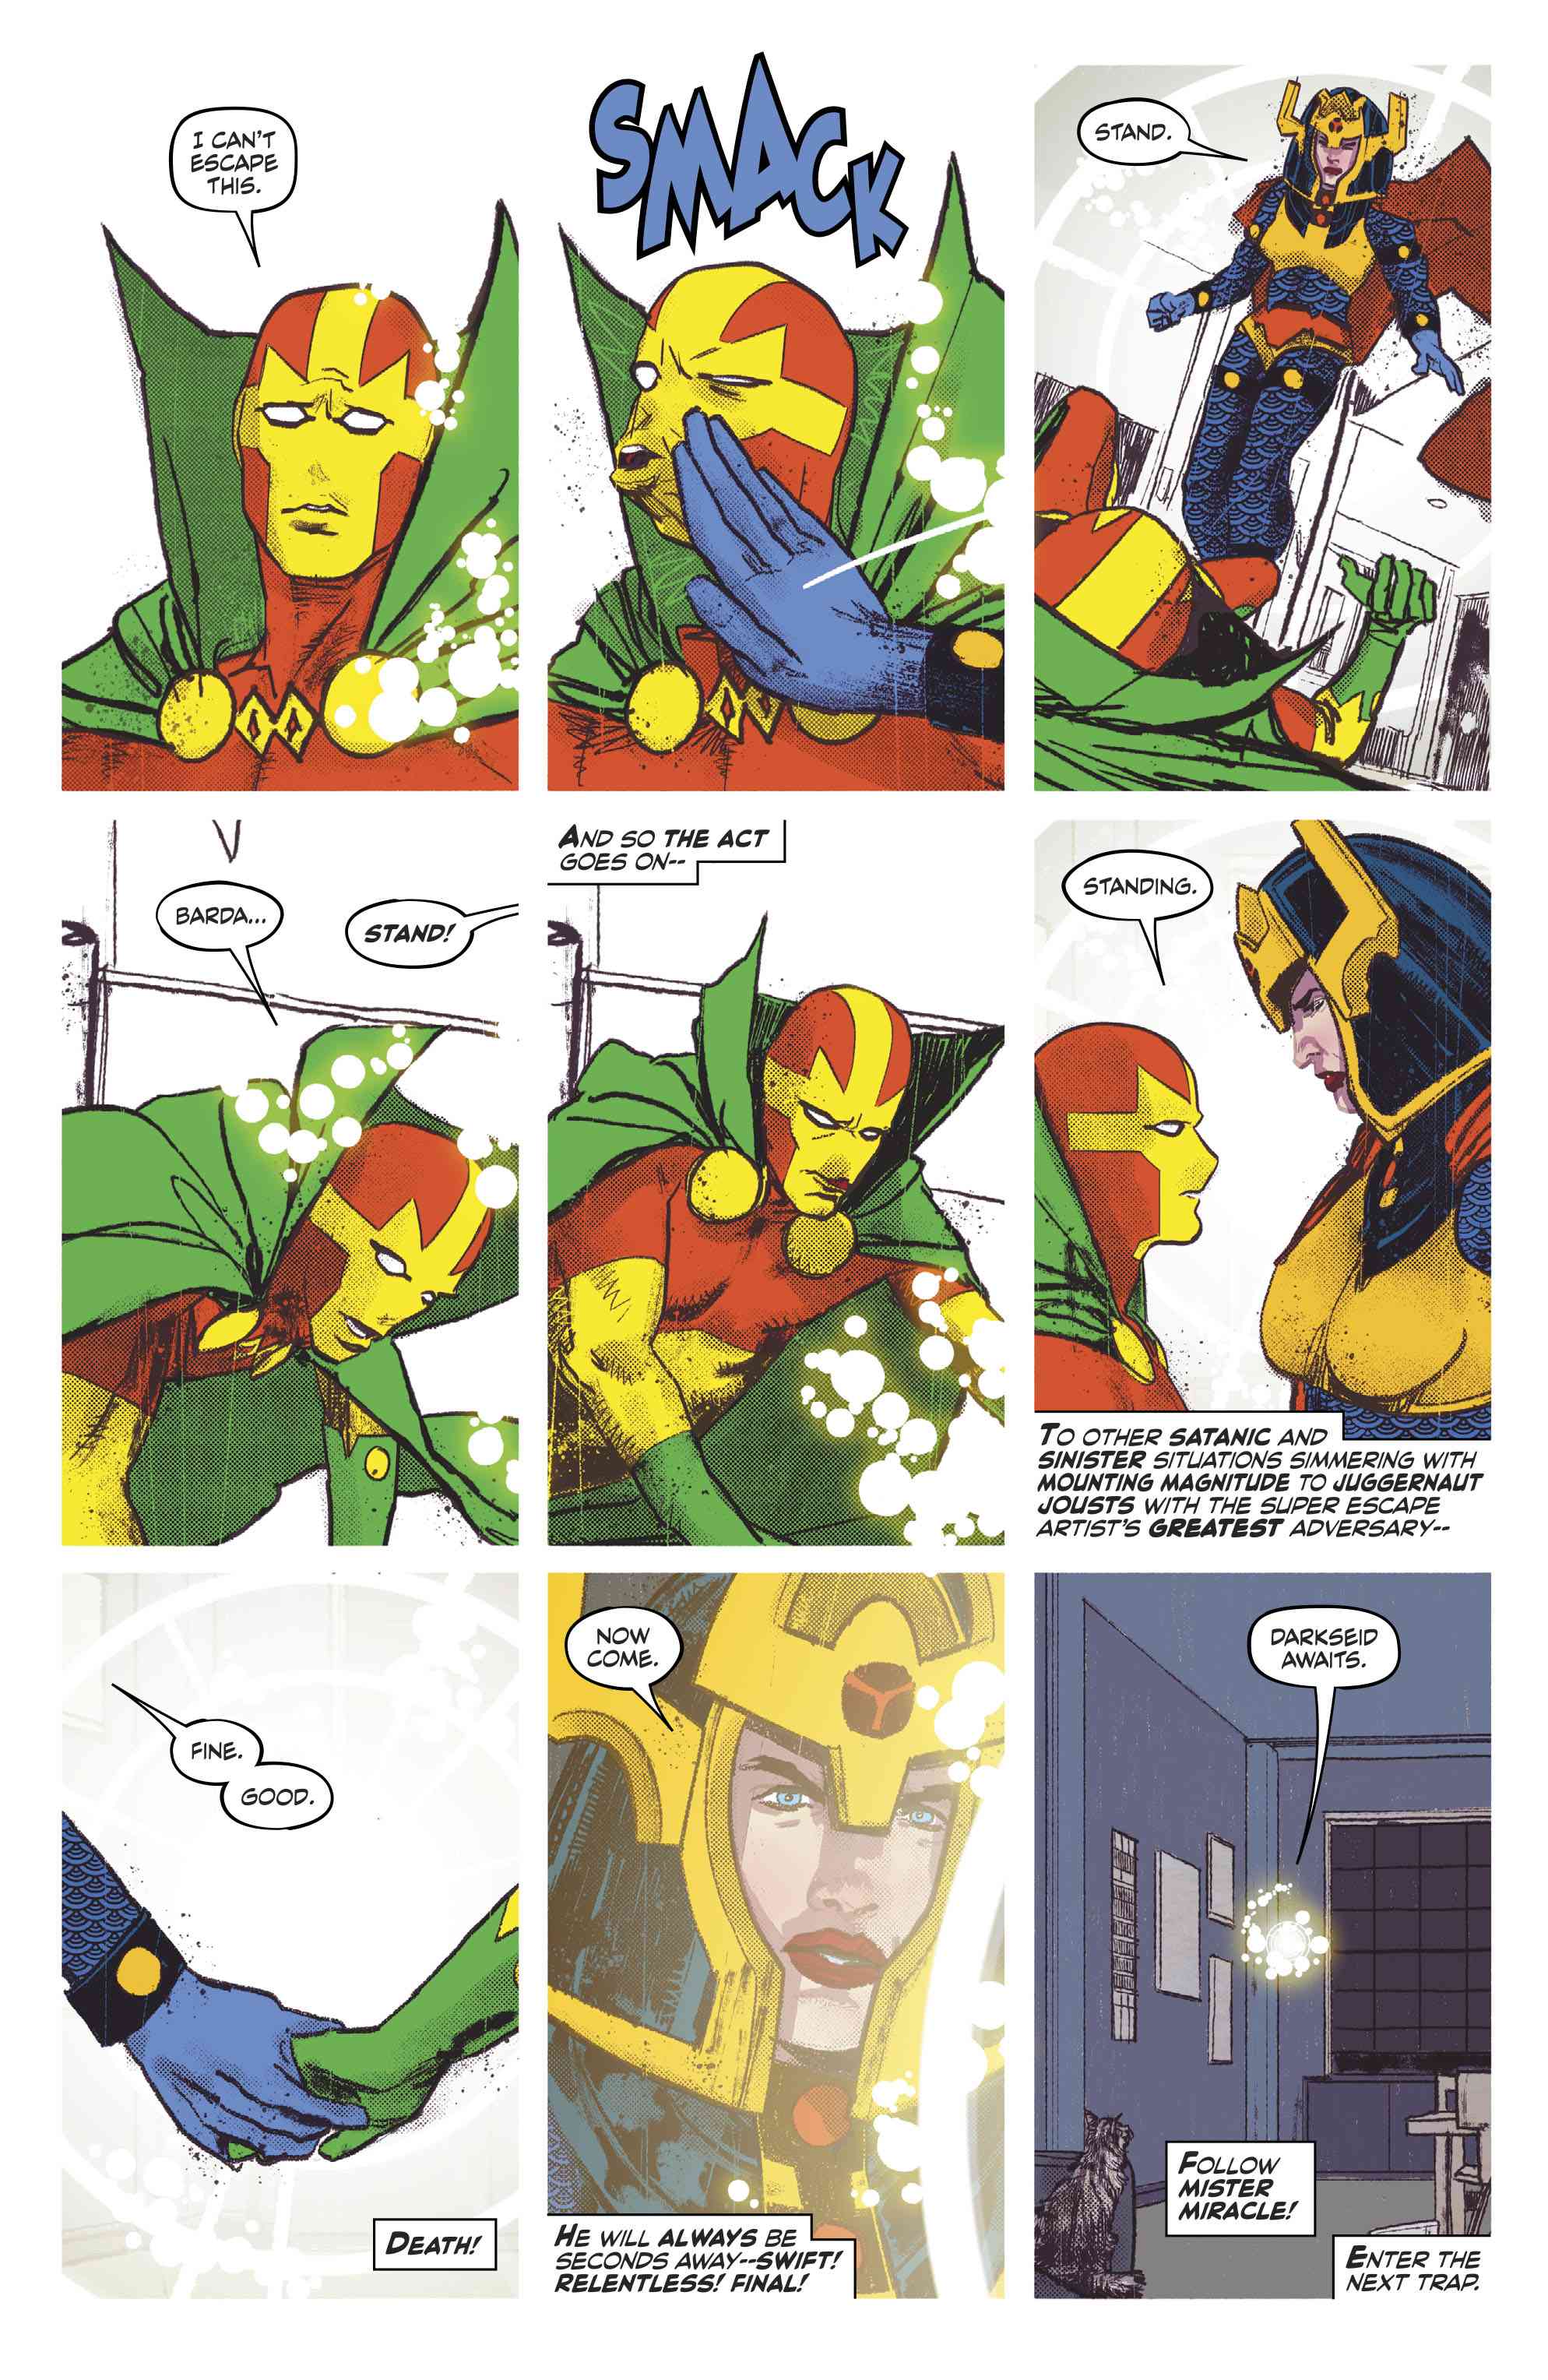 I CAN'T
ESCAPE
THIS.
SMACK
STAND.
BARDA...
STAND!
AND SO THE ACT
GOES ON--
STANDING.
TO OTHER SATANIC AND
SINISTER SITUATIONS SIMMERING WITH
MOUNTING MAGNITUDE TO JUGGERNAUT
JOUSTS WITH THE SUPER ESCAPE
ARTIST'S GREATEST ADVERSARY--
FINE.
GOOD.
DEATH!
NOW
COME.
HE WILL ALWAYS BE
SECONDS AWAY--SWIFT!
RELENTLESS! FINAL!
DARKSEID
AWAITS.
FOLLOW
MISTER
MIRACLE!
ENTER THE
NEXT TRAP.